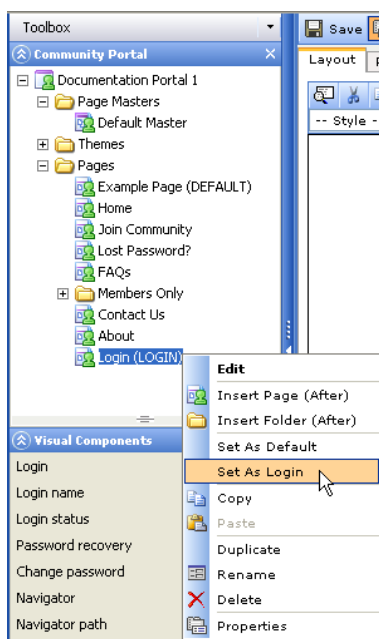 Toolbox
Save
Community Portal
Layout
Documentation Portal 1
Page Masters
Default Master
-- Style -
Themes
Pages
Example Page (DEFAULT)
Home
Join Community
Lost Password?
FAQs
Members Only
Contact Us
About
Login (LOGIN)
Edit
Insert Page (After)
Insert Folder (After)
Set As Default
Set As Login
Copy
Paste
Duplicate
Rename
Delete
Properties
Visual Components
Login
Login name
Login status
Password recovery
Change password
Navigator
Navigator path